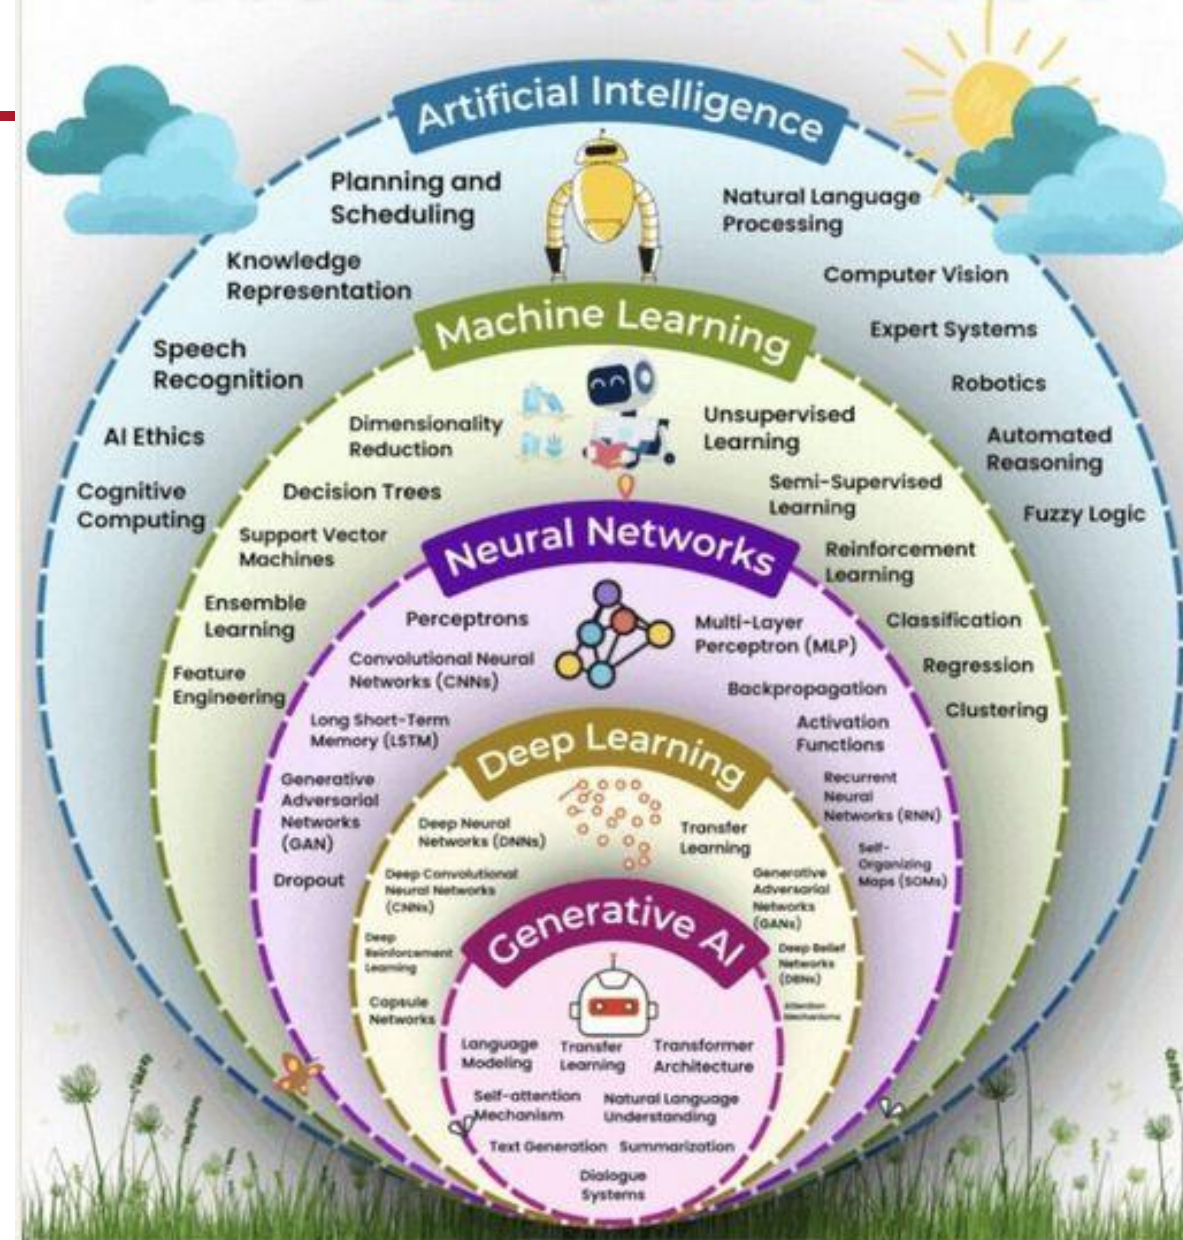 Artificial Intelligence
Planning and
Scheduling
Natural Language
Processing
Knowledge
Representation
Computer Vision
Speech
Recognition
Expert Systems
Robotics
AI Ethics
Automated
Reasoning
Cognitive
Computing
Fuzzy Logic
Machine Learning
Dimensionality
Reduction
Unsupervised
Learning
Decision Trees
Semi-Supervised
Learning
Support Vector
Machines
Reinforcement
Learning
Ensemble
Learning
Classification
Feature
Engineering
Regression
Clustering
Neural Networks
Perceptrons
Multi-Layer
Perceptron (MLP)
Convolutional Neural
Networks (CNNs)
Backpropagation
Long Short-Term
Memory (LSTM)
Activation
Functions
Generative
Adversarial
Networks
(GAN)
Recurrent
Neural
Networks (RNN)
Dropout
Self-
Organizing
Maps (SOMs)
Deep Learning
Deep Neural
Networks (DNNs)
Transfer
Learning
Deep Convolutional
Neural Networks
(CNNs)
Generative
Adversarial
Networks
(GANs)
Deep
Reinforcement
Learning
Deep Belief
Networks
(DBNs)
Capsule
Networks
Attention
Mechanisms
Generative AI
Language
Modeling
Transfer
Learning
Transformer
Architecture
Self-attention
Mechanism
Natural Language
Understanding
Text Generation
Summarization
Dialogue
Systems